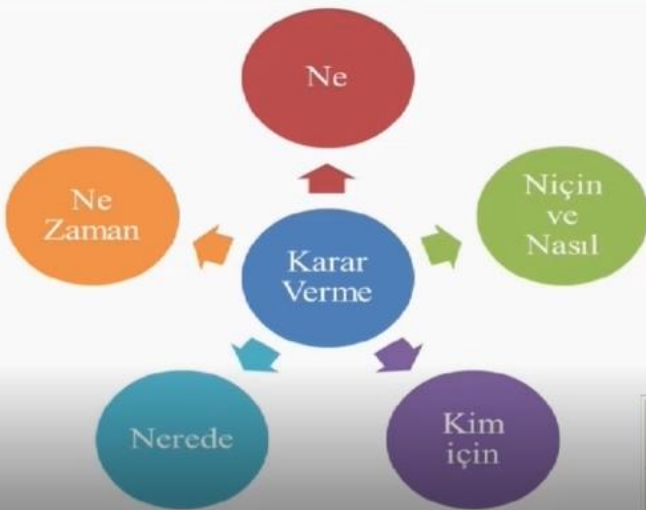 Ne
Niçin
ve
Nasıl
Kim
için
Nerede
Ne
Zaman
Karar
Verme